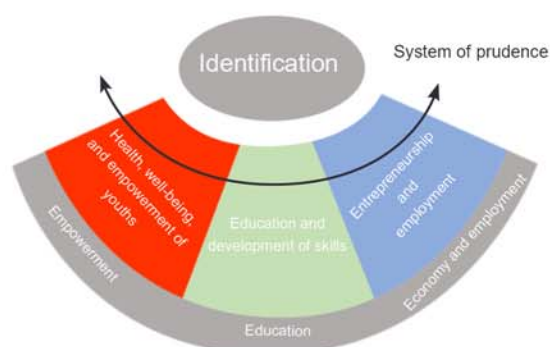 Identification
System of prudence
Health, well-being,
and empowerment of
youths
Education and
development of skills
Entrepreneurship
and
employment
Empowerment
Education
Economy and employment